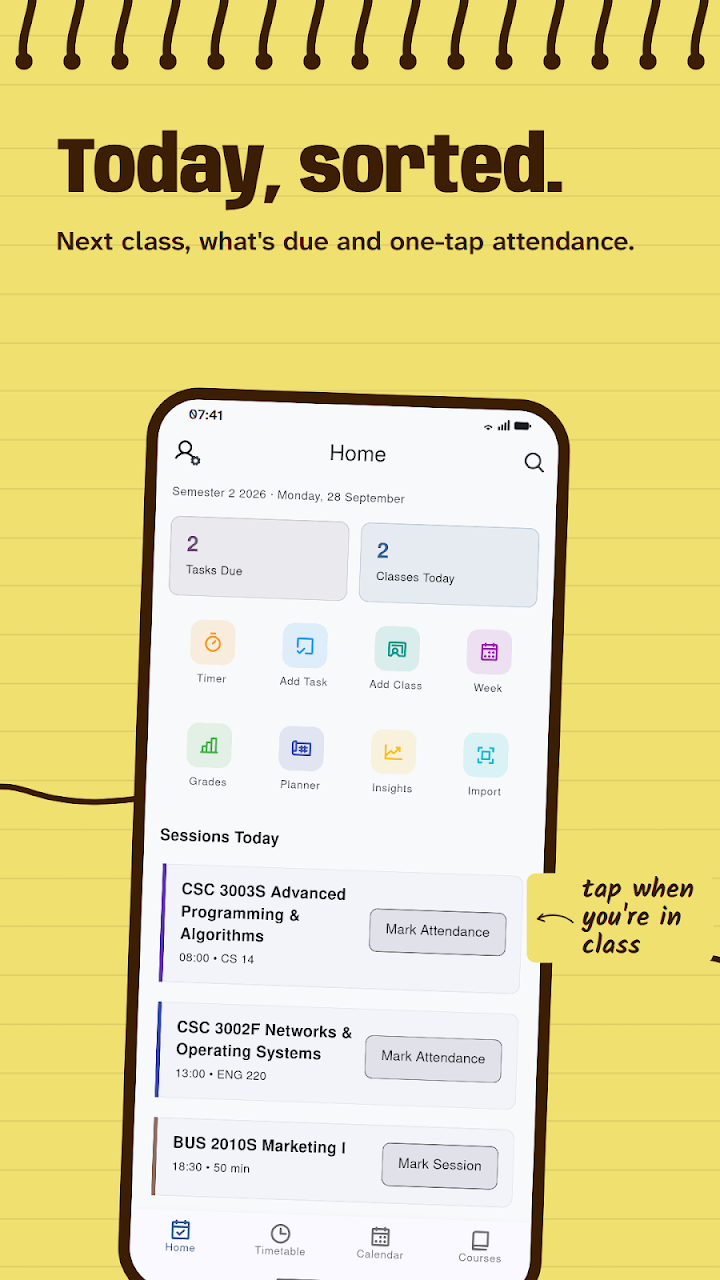 Today, sorted.
Next class, what's due and one-tap attendance.
07:41
Home
Semester 2 2026 · Monday, 28 September
2
Tasks Due
2
Classes Today
Timer
Add Task
Add Class
Week
Grades
Planner
Insights
Import
Sessions Today
CSC 3003S Advanced
Programming &
Algorithms
08:00 • CS 14
Mark Attendance
tap when
you're in
class
CSC 3002F Networks &
Operating Systems
13:00 • ENG 220
Mark Attendance
BUS 2010S Marketing I
18:30 • 50 min
Mark Session
Home
Timetable
Calendar
Courses